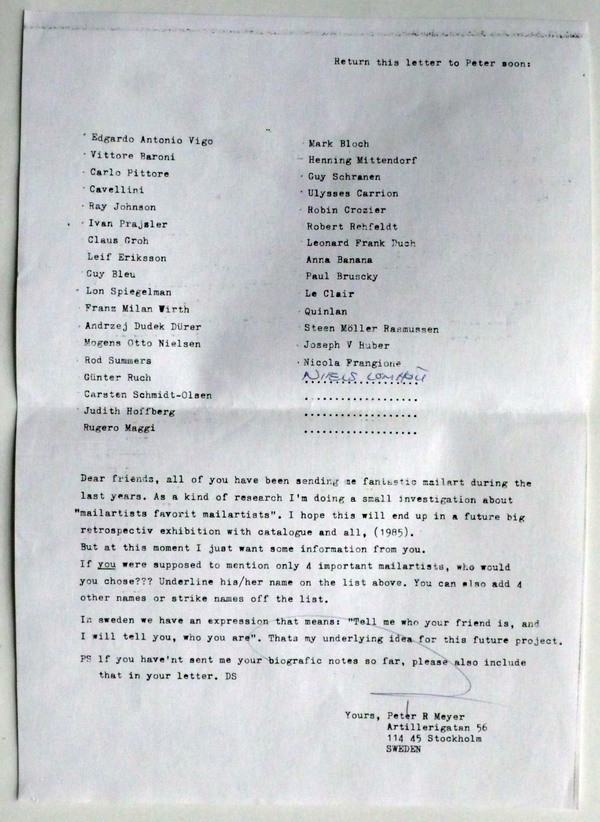 Return this letter to Peter soon:
Edgardo Antonio Vigo
Vittore Baroni
Carlo Pittore
Cavellini
Ray Johnson
Ivan Prajsler
Claus Groh
Leif Eriksson
Guy Bleu
Lon Spiegelman
Franz Milan Wirth
Andrzej Dudek Dürer
Mogens Otto Nielsen
Rod Summers
Günter Ruch
Carsten Schmidt-Olsen
Judith Hoffberg
Rugero Maggi
Mark Bloch
Henning Mittendorf
Guy Schranen
Ulysses Carrion
Robin Crozier
Robert Rehfeldt
Leonard Frank Duch
Anna Banana
Paul Bruscky
Le Clair
Quinlan
Steen Möller Rasmussen
Joseph V Huber
Nicola Frangione
NIELS LOMHOLT
..................
..................
..................
Dear friends, all of you have been sending me fantastic mailart during the
last years. As a kind of research I'm doing a small investigation about
"mailartists favorit mailartists". I hope this will end up in a future big
retrospectiv exhibition with catalogue and all, (1985).
But at this moment I just want some information from you.
If you were supposed to mention only 4 important mailartists, who would
you chose??? Underline his/her name on the list above. You can also add 4
other names or strike names off the list.
In sweden we have an expression that means: "Tell me who your friend is, and
I will tell you, who you are". Thats my underlying idea for this future project.
PS If you have'nt sent me your biografic notes so far, please also include
that in your letter. DS
Yours, Peter R Meyer
Artillerigatan 56
114 45 Stockholm
SWEDEN